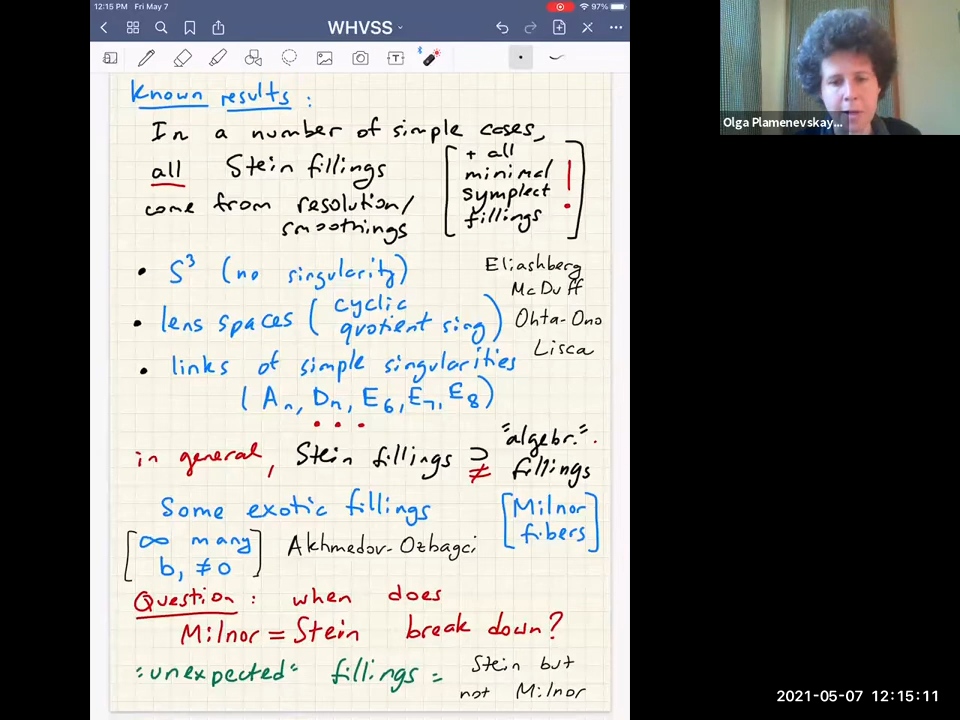 12:15 PM Fri May 7
97%
WHVSS
Known results :
In a number of simple cases,
all Stein fillings
come from resolution/
smoothings
[ + all
minimal
symplect
fillings ] !
• S³ (no singularity)
Eliashberg
McDuff
• lens spaces ( cyclic
quotient sing )
Ohta-Ono
Lisca
• links of simple singularities
( An, Dn, E6, E7, E8 )
...
in general, Stein fillings ⊋ "algebr."
fillings
Some exotic fillings
[ Milnor
fibers ]
[ ∞ many
b, ≠ 0 ]
Akhmedov-Ozbagci
Question : when does
Milnor = Stein break down?
"unexpected" fillings = Stein but
not Milnor
Olga Plamenevskay...
2021-05-07 12:15:11